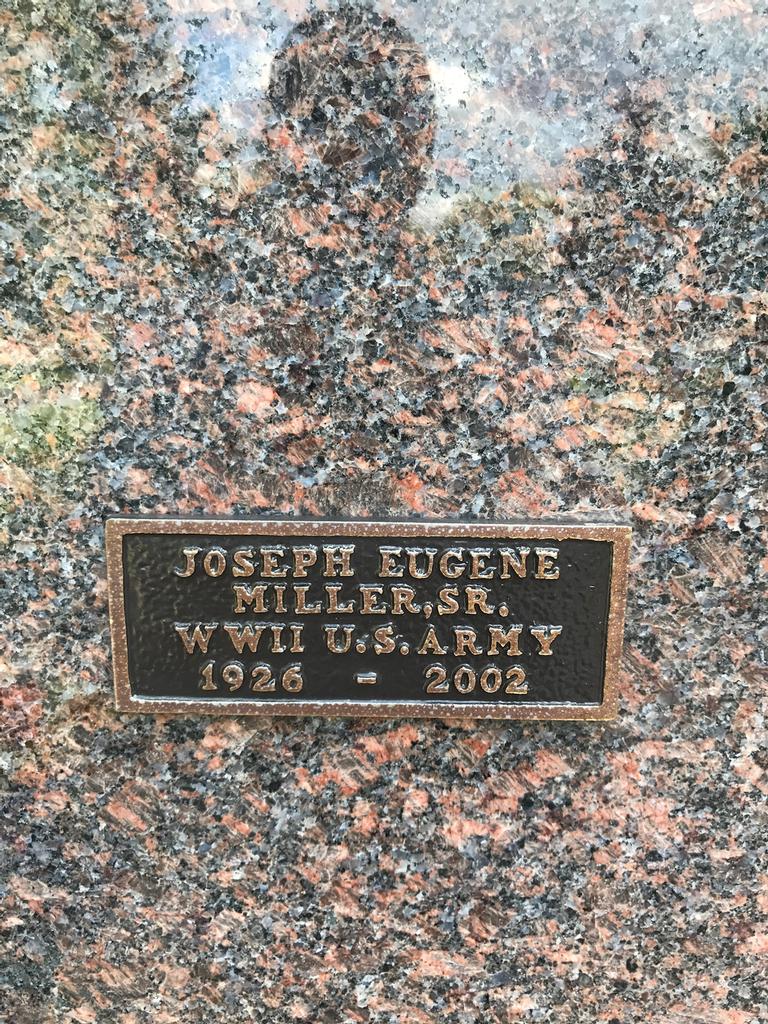 JOSEPH EUGENE
MILLER, SR.
WWII U.S. ARMY
1926 - 2002